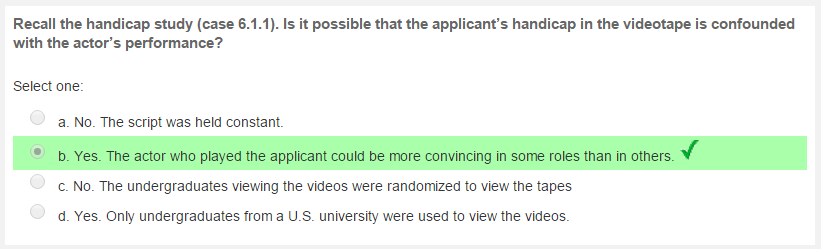 Recall the handicap study (case 6.1.1). Is it possible that the applicant's handicap in the videotape is confounded
with the actor's performance?
Select one:
a. No. The script was held constant.
b. Yes. The actor who played the applicant could be more convincing in some roles than in others.
c. No. The undergraduates viewing the videos were randomized to view the tapes
d. Yes. Only undergraduates from a U.S. university were used to view the videos.